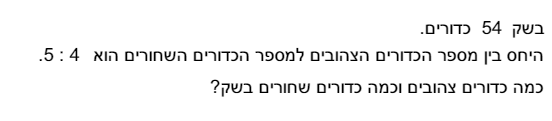 בשק 54 כדורים.
היחס בין מספר הכדורים הצהובים למספר הכדורים השחורים הוא 4 : 5.
כמה כדורים צהובים וכמה כדורים שחורים בשק?